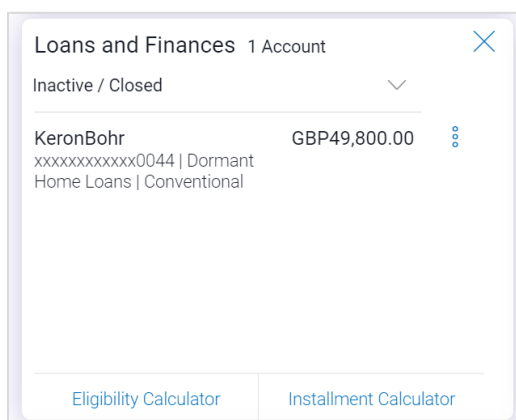 Loans and Finances 1 Account
Inactive / Closed
KeronBohr GBP49,800.00
xxxxxxxxxxxx0044 | Dormant
Home Loans | Conventional
Eligibility Calculator Installment Calculator